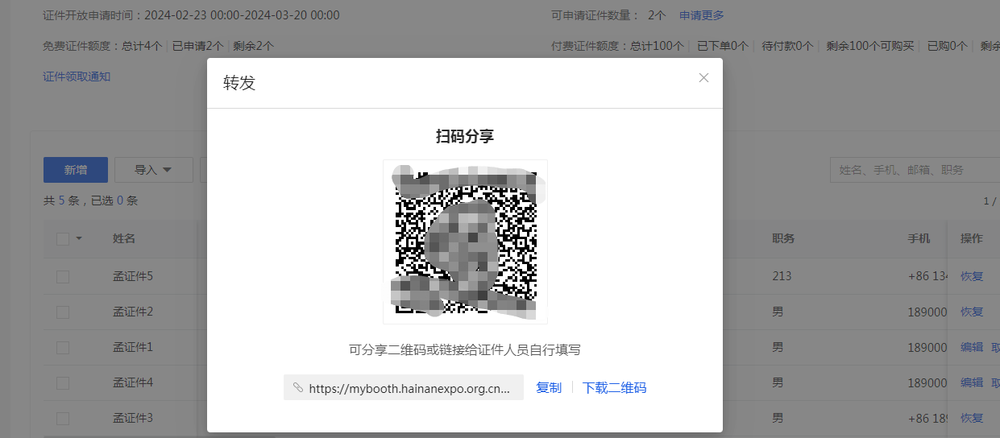 证件开放申请时间：2024-02-23 00:00-2024-03-20 00:00 可申请证件数量： 2个 申请更多
免费证件额度：总计4个 已申请2个 剩余2个 付费证件额度：总计100个 已下单0个 待付款0个 剩余100个可购买 已购0个 剩余
证件领取通知
转发
扫码分享
新增 导入 姓名、手机、邮箱、职务
共 5 条，已选 0 条 1 /
姓名 职务 手机 操作
孟证件5 213 +86 134 恢复
孟证件2 男 189000 恢复
孟证件1 男 189000 编辑 取
孟证件4 男 189000 编辑 取
孟证件3 男 +86 189 恢复
可分享二维码或链接给证件人员自行填写
https://mybooth.hainanexpo.org.cn... 复制 下载二维码